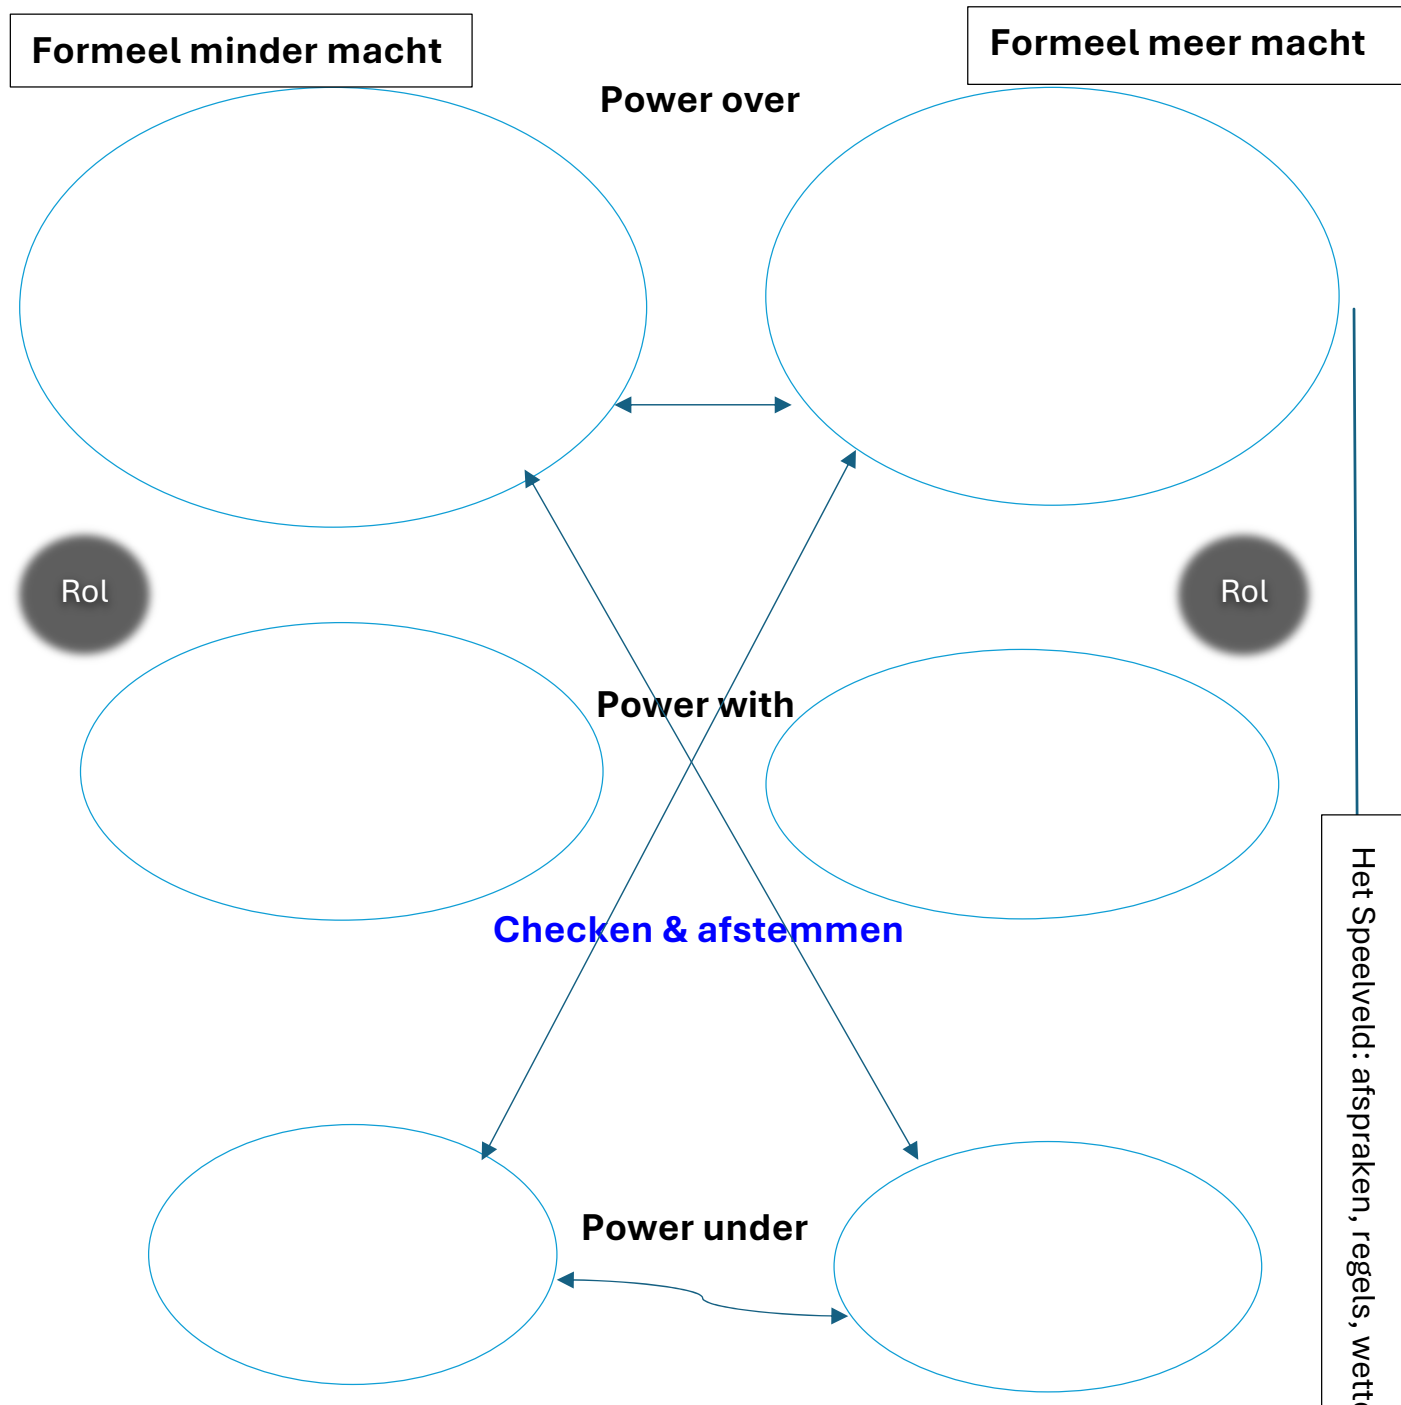 Formeel minder macht
Formeel meer macht
Power over
Rol
Rol
Power with
Checken & afstemmen
Power under
Het Speelveld: afspraken, regels,